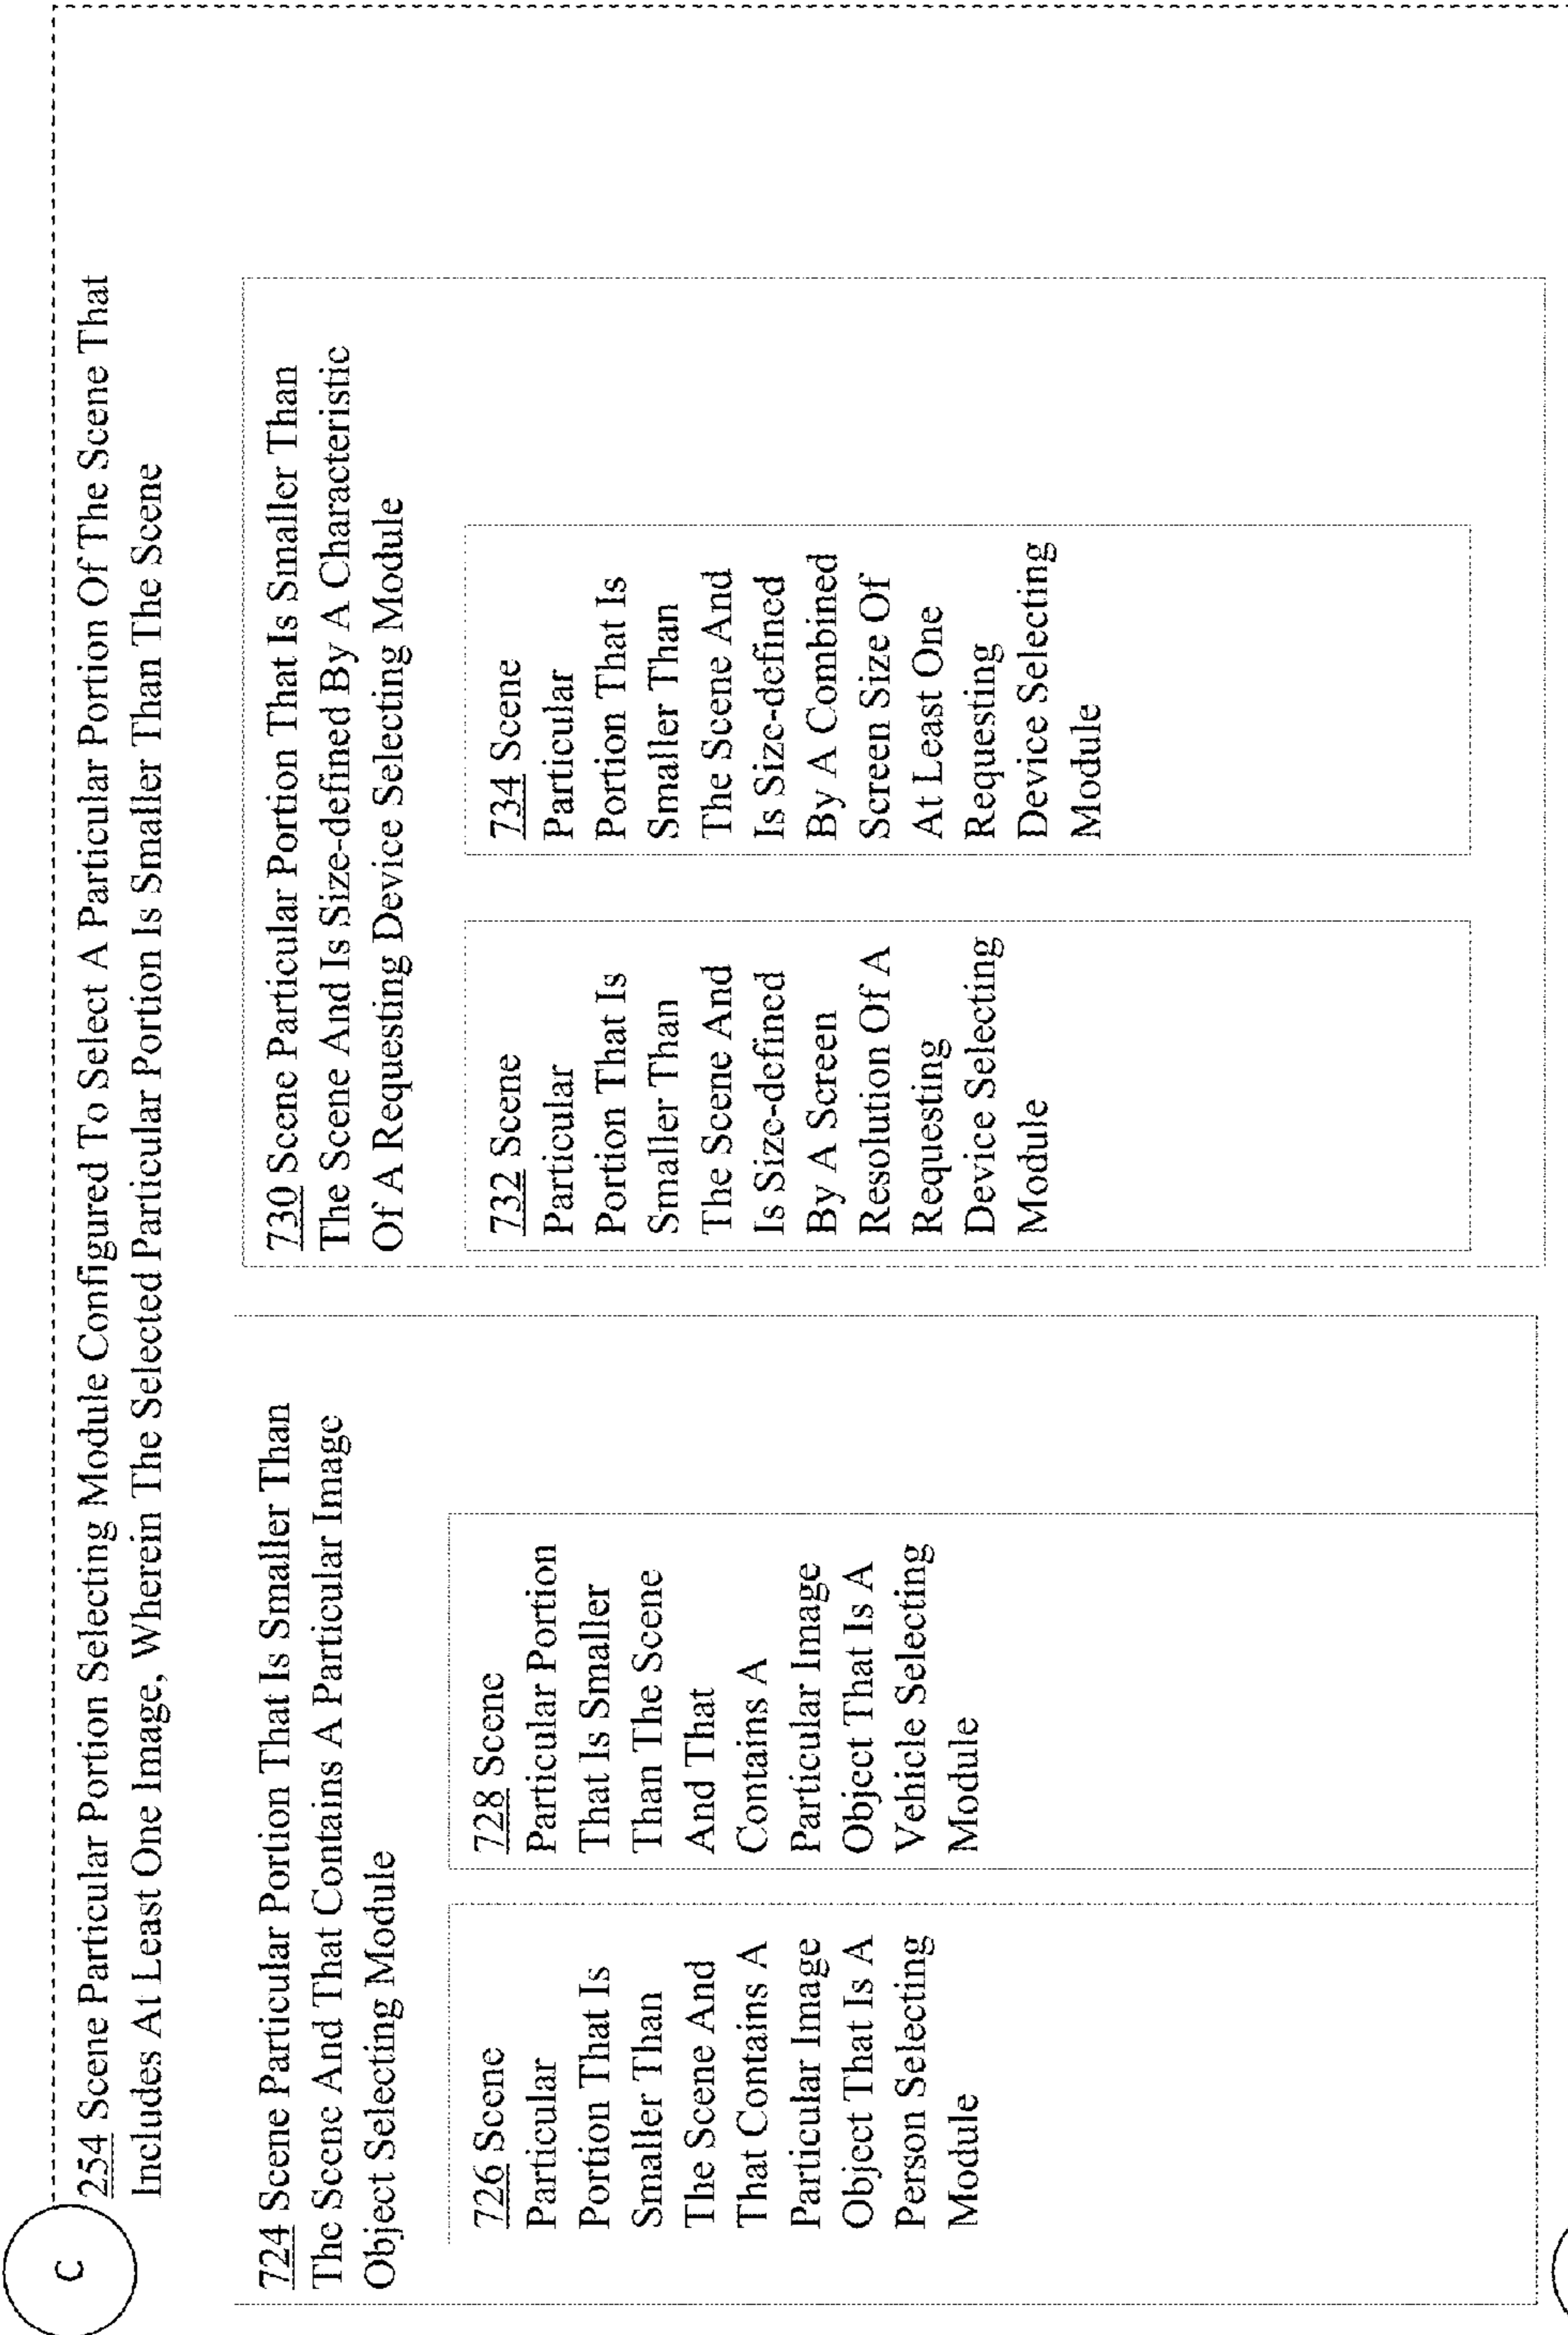 C
254 Scene Particular Portion Selecting Module Configured To Select A Particular Portion Of The Scene That
Includes At Least One Image, Wherein The Selected Particular Portion Is Smaller Than The Scene
724 Scene Particular Portion That Is Smaller Than
The Scene And That Contains A Particular Image
Object Selecting Module
726 Scene
Particular
Portion That Is
Smaller Than
The Scene And
That Contains A
Particular Image
Object That Is A
Person Selecting
Module
728 Scene
Particular Portion
That Is Smaller
Than The Scene
And That
Contains A
Particular Image
Object That Is A
Vehicle Selecting
Module
730 Scene Particular Portion That Is Smaller Than
The Scene And Is Size-defined By A Characteristic
Of A Requesting Device Selecting Module
732 Scene
Particular
Portion That Is
Smaller Than
The Scene And
Is Size-defined
By A Screen
Resolution Of A
Requesting
Device Selecting
Module
734 Scene
Particular
Portion That Is
Smaller Than
The Scene And
Is Size-defined
By A Combined
Screen Size Of
At Least One
Requesting
Device Selecting
Module